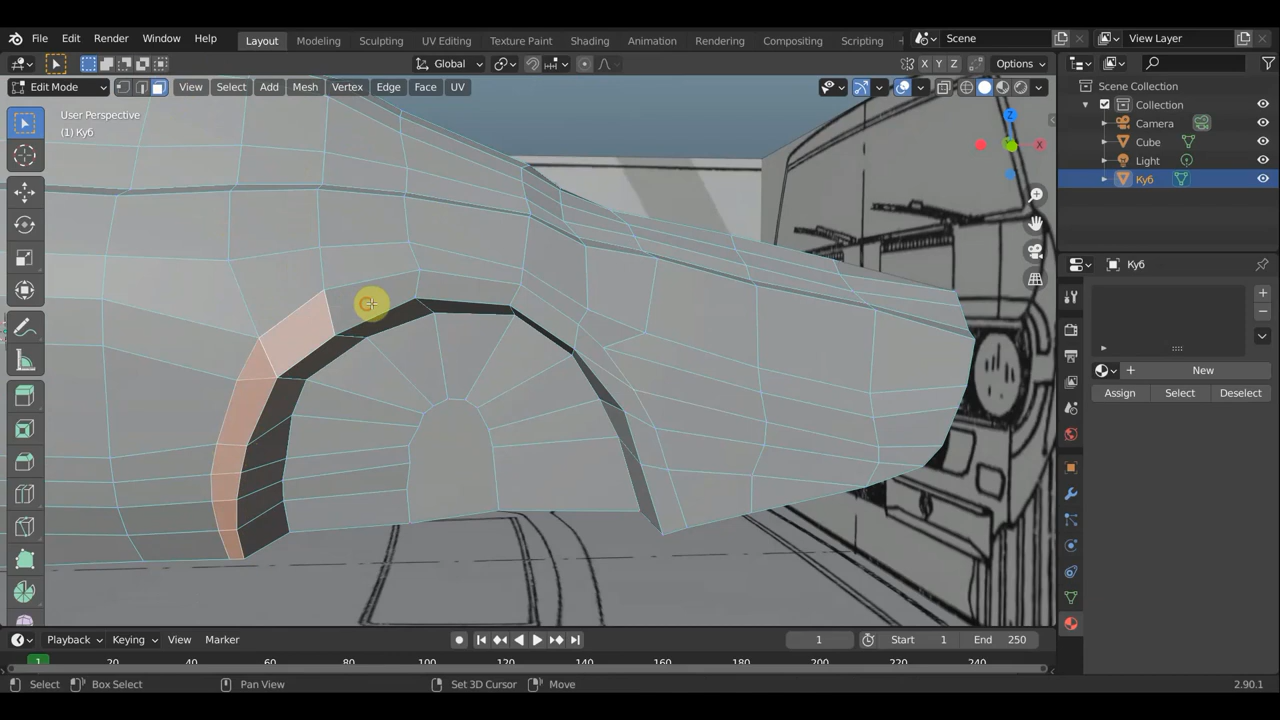 File Edit Render Window Help Layout Modeling Sculpting UV Editing Texture Paint Shading Animation Rendering Compositing Scripting + Scene View Layer
Global X Y Z Options
Edit Mode View Select Add Mesh Vertex Edge Face UV
Scene Collection
Collection
Camera
Cube
Light
Куб
User Perspective
(1) Куб
Z
X
Куб
+ New
Assign Select Deselect
Playback Keying View Marker 1 Start 1 End 250
1 20 40 60 80 100 120 140 160 180 200 220 240
Select Box Select Pan View Set 3D Cursor Move 2.90.1